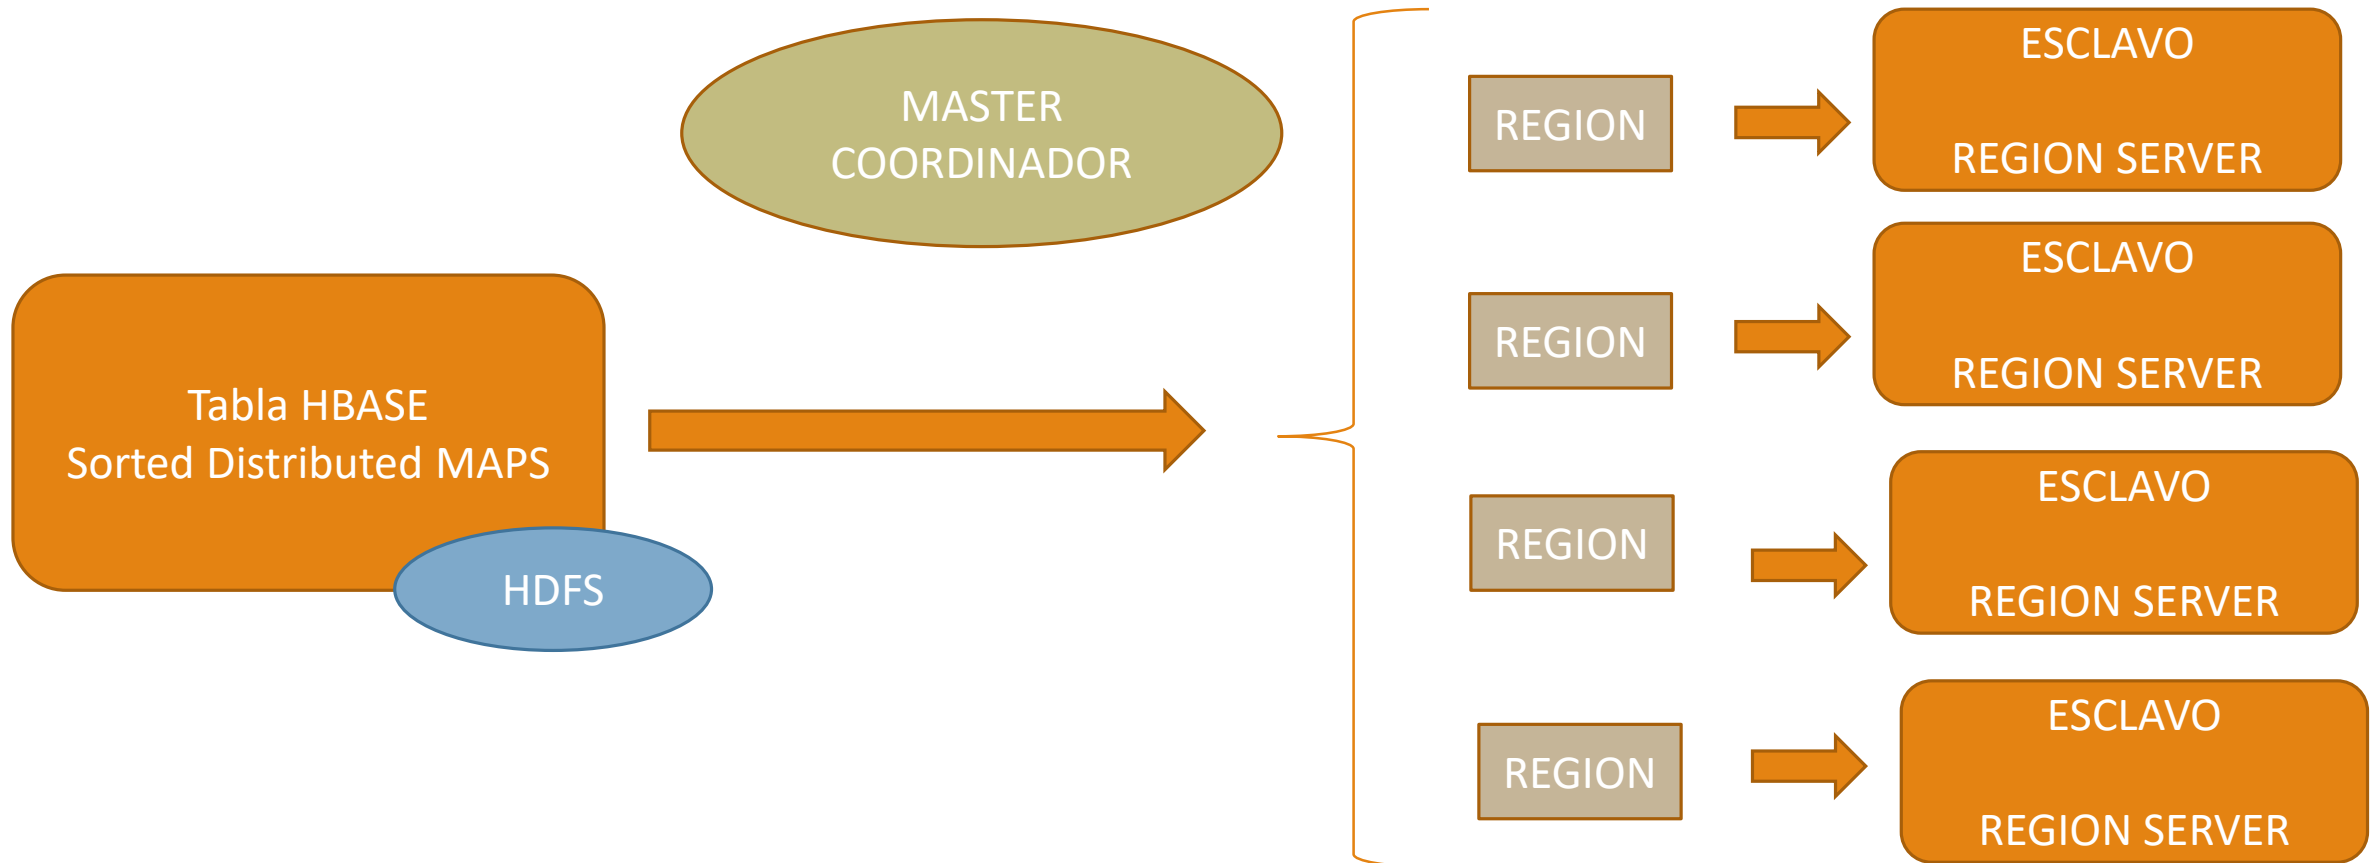 MASTER
COORDINADOR
Tabla HBASE
Sorted Distributed MAPS
HDFS
REGION
ESCLAVO
REGION SERVER
REGION
ESCLAVO
REGION SERVER
REGION
ESCLAVO
REGION SERVER
REGION
ESCLAVO
REGION SERVER